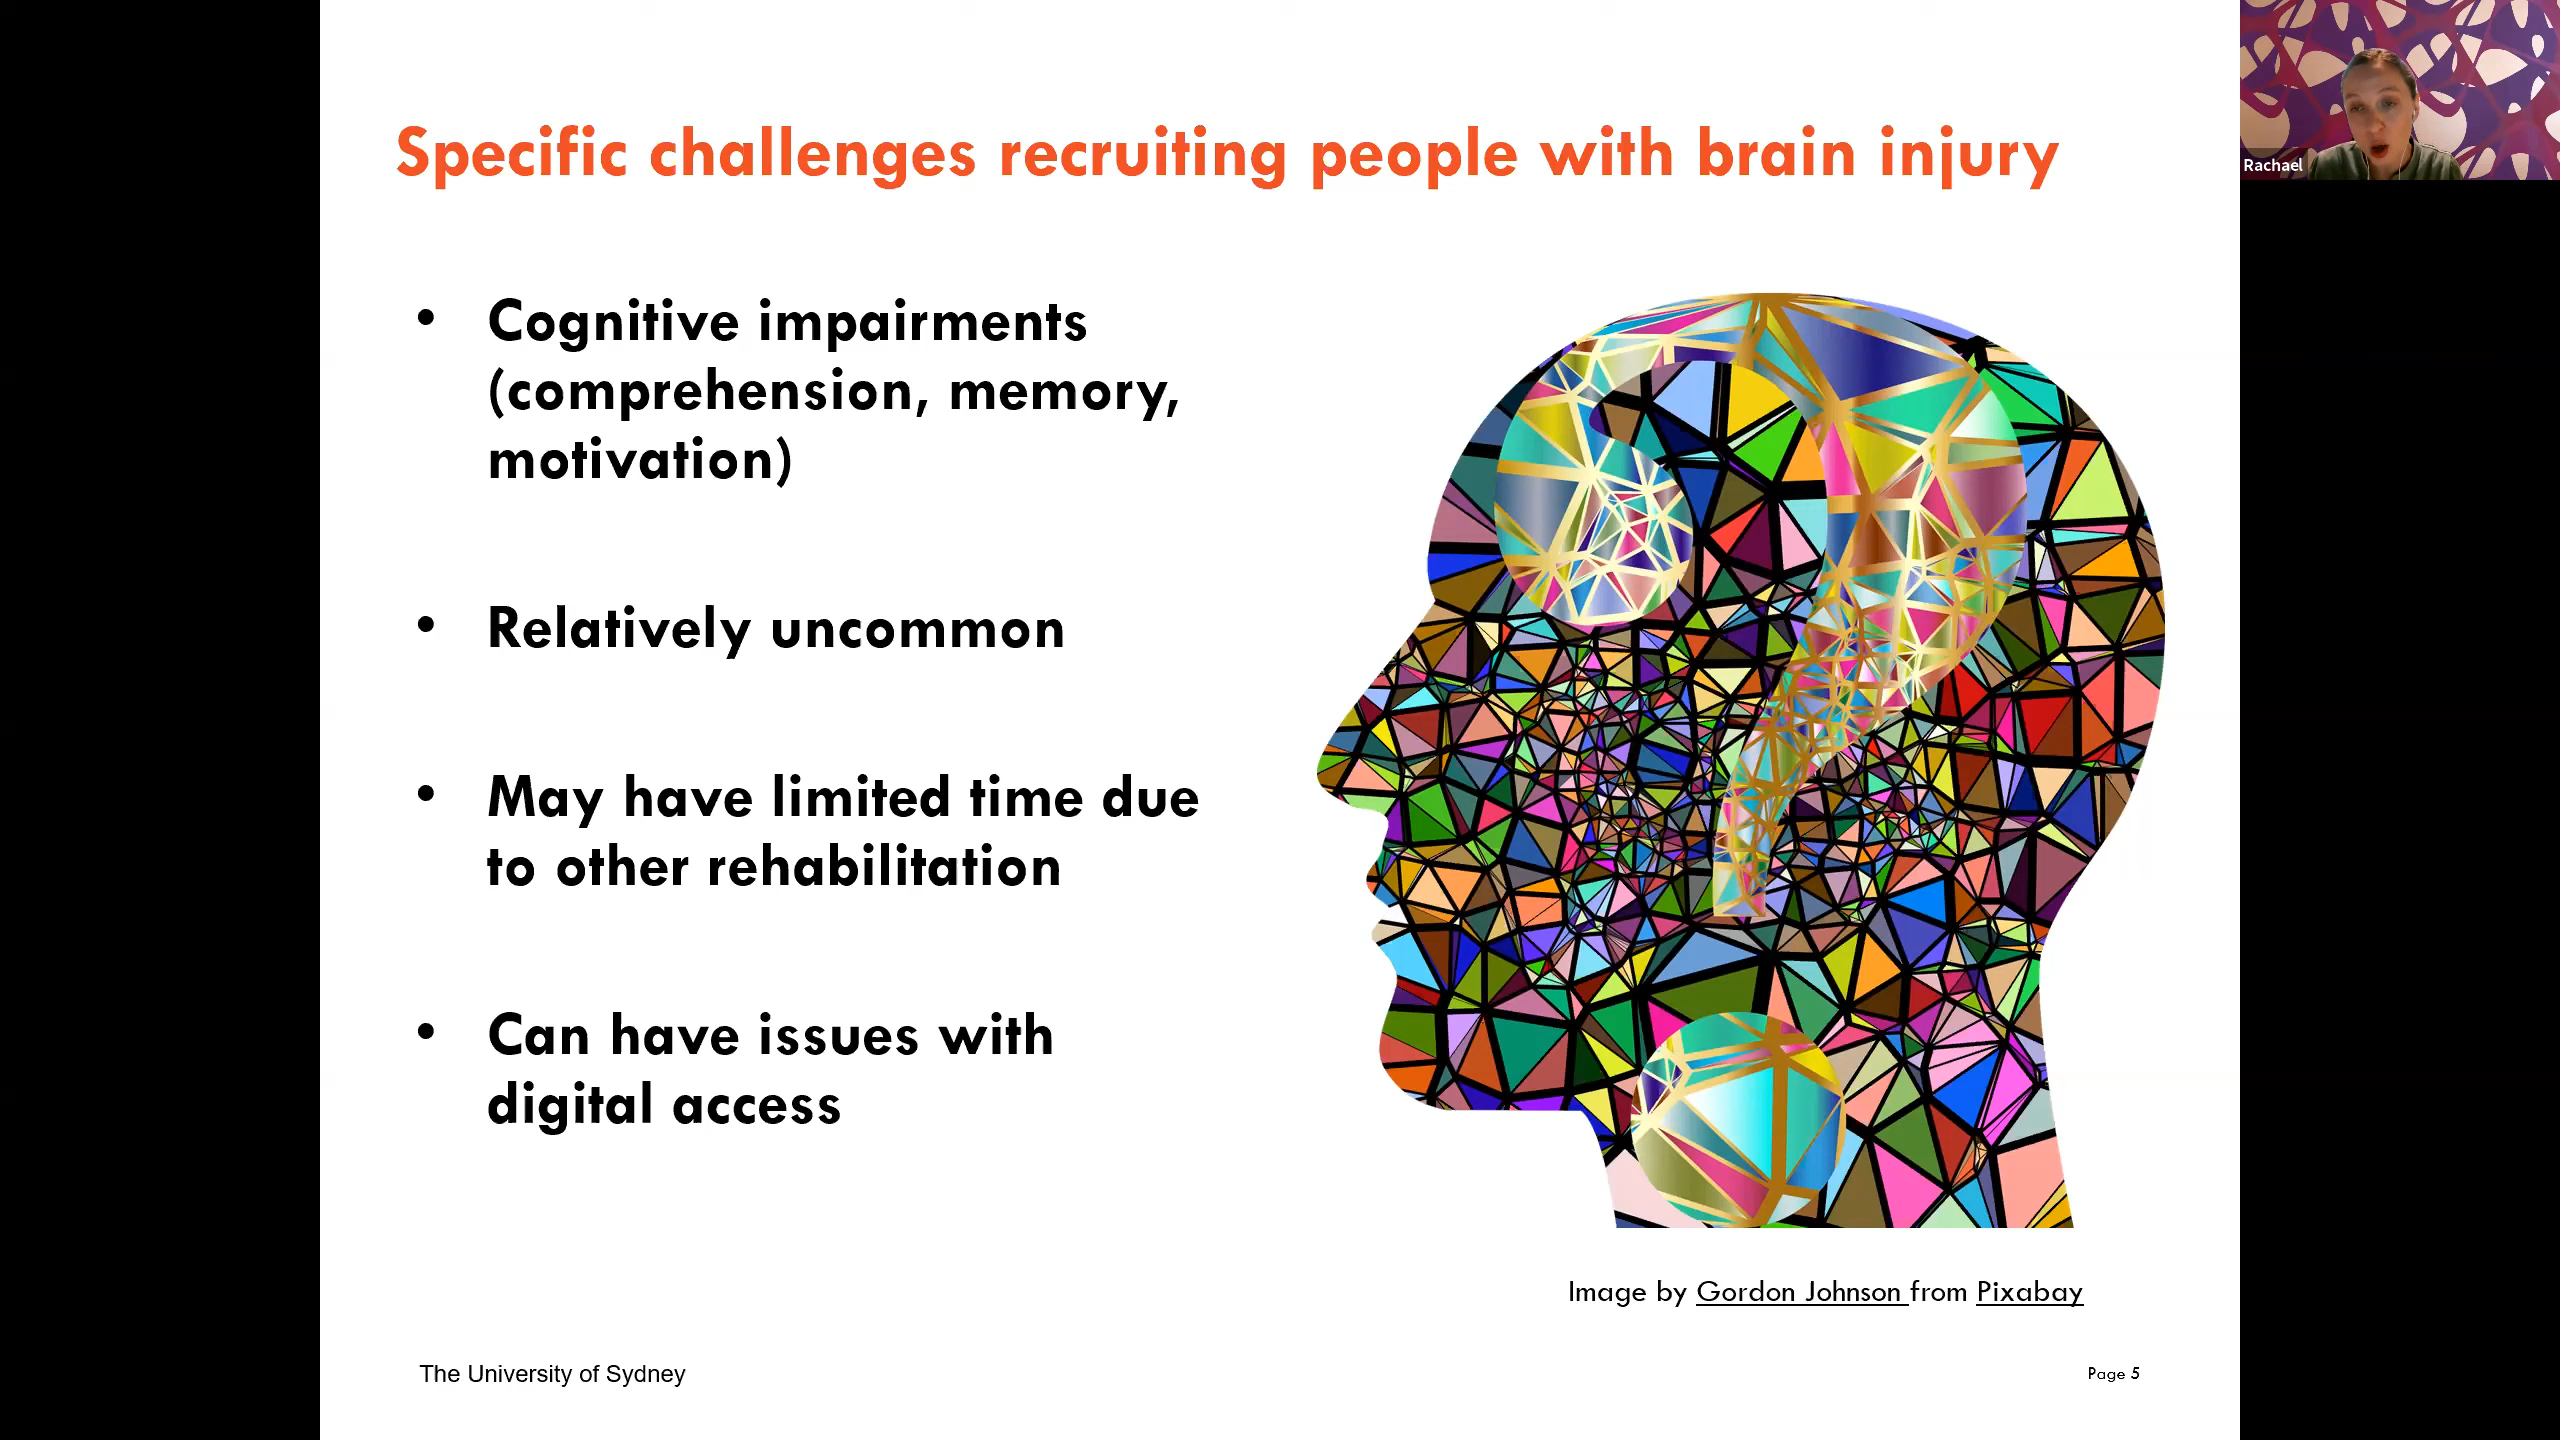 Specific challenges recruiting people with brain injury
Rachael
• Cognitive impairments
(comprehension, memory,
motivation)
• Relatively uncommon
• May have limited time due
to other rehabilitation
• Can have issues with
digital access
Image by Gordon Johnson from Pixabay
The University of Sydney
Page 5